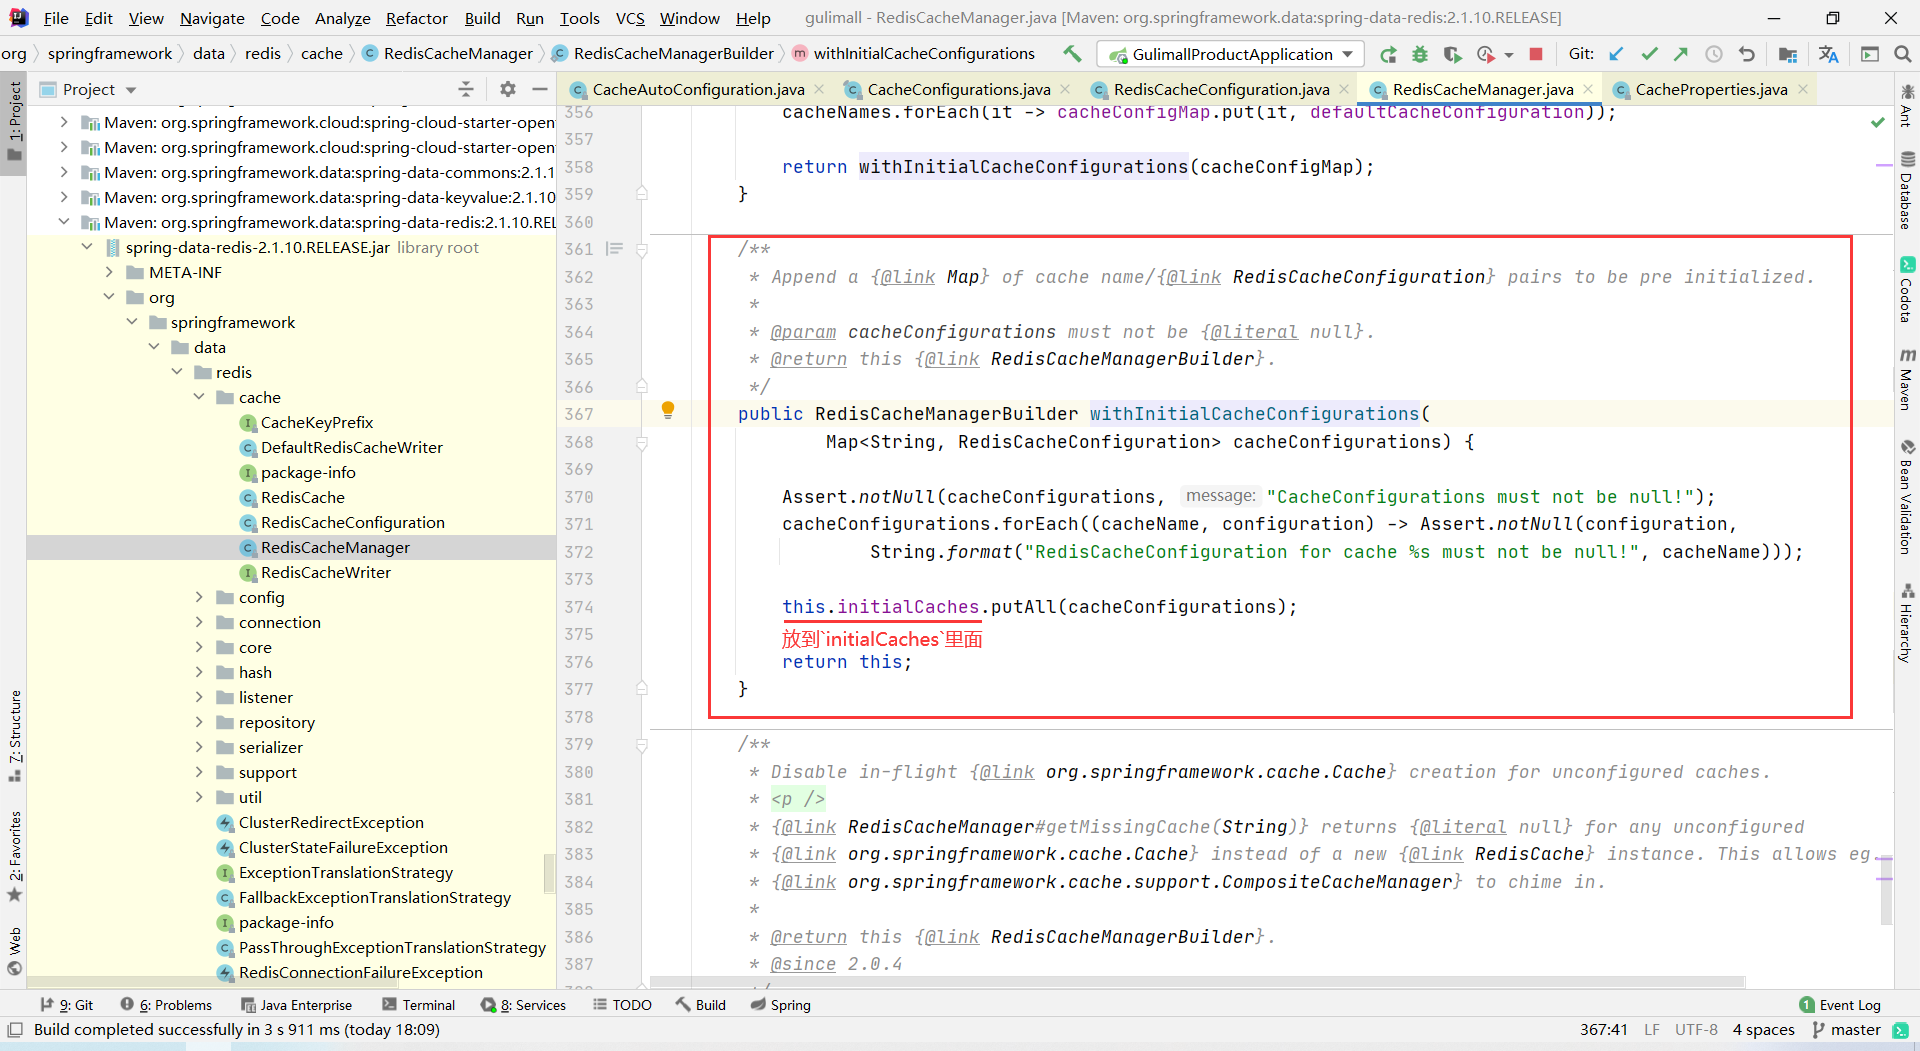 File Edit View Navigate Code Analyze Refactor Build Run Tools VCS Window Help gulimall - RedisCacheManager.java [Maven: org.springframework.data:spring-data-redis:2.1.10.RELEASE]
org springframework data redis cache RedisCacheManager RedisCacheManagerBuilder withInitialCacheConfigurations GulimallProductApplication Git:
Project CacheAutoConfiguration.java CacheConfigurations.java RedisCacheConfiguration.java RedisCacheManager.java CacheProperties.java
1: Project
7: Structure
2: Favorites
Web
Maven: org.springframework.cloud:spring-cloud-starter-open
Maven: org.springframework.cloud:spring-cloud-starter-open
Maven: org.springframework.data:spring-data-commons:2.1.1
Maven: org.springframework.data:spring-data-keyvalue:2.1.10
Maven: org.springframework.data:spring-data-redis:2.1.10.REL
spring-data-redis-2.1.10.RELEASE.jar library root
META-INF
org
springframework
data
redis
cache
CacheKeyPrefix
DefaultRedisCacheWriter
package-info
RedisCache
RedisCacheConfiguration
RedisCacheManager
RedisCacheWriter
config
connection
core
hash
listener
repository
serializer
support
util
ClusterRedirectException
ClusterStateFailureException
ExceptionTranslationStrategy
FallbackExceptionTranslationStrategy
package-info
PassThroughExceptionTranslationStrategy
RedisConnectionFailureException
356 cacheNames.forEach(it -> cacheConfigMap.put(it, defaultCacheConfiguration));
357
358 return withInitialCacheConfigurations(cacheConfigMap);
359 }
360
361 /**
362 * Append a {@link Map} of cache name/{@link RedisCacheConfiguration} pairs to be pre initialized.
363 *
364 * @param cacheConfigurations must not be {@literal null}.
365 * @return this {@link RedisCacheManagerBuilder}.
366 */
367 public RedisCacheManagerBuilder withInitialCacheConfigurations(
368 Map<String, RedisCacheConfiguration> cacheConfigurations) {
369
370 Assert.notNull(cacheConfigurations, message: "CacheConfigurations must not be null!");
371 cacheConfigurations.forEach((cacheName, configuration) -> Assert.notNull(configuration,
372 String.format("RedisCacheConfiguration for cache %s must not be null!", cacheName)));
373
374 this.initialCaches.putAll(cacheConfigurations);
375 放到`initialCaches`里面
376 return this;
377 }
378
379 /**
380 * Disable in-flight {@link org.springframework.cache.Cache} creation for unconfigured caches.
381 * <p />
382 * {@link RedisCacheManager#getMissingCache(String)} returns {@literal null} for any unconfigured
383 * {@link org.springframework.cache.Cache} instead of a new {@link RedisCache} instance. This allows eg
384 * {@link org.springframework.cache.support.CompositeCacheManager} to chime in.
385 *
386 * @return this {@link RedisCacheManagerBuilder}.
387 * @since 2.0.4
Ant
Database
Codota
Maven
Bean Validation
Hierarchy
9: Git 6: Problems Java Enterprise Terminal 8: Services TODO Build Spring 1 Event Log
Build completed successfully in 3 s 911 ms (today 18:09) 367:41 LF UTF-8 4 spaces master